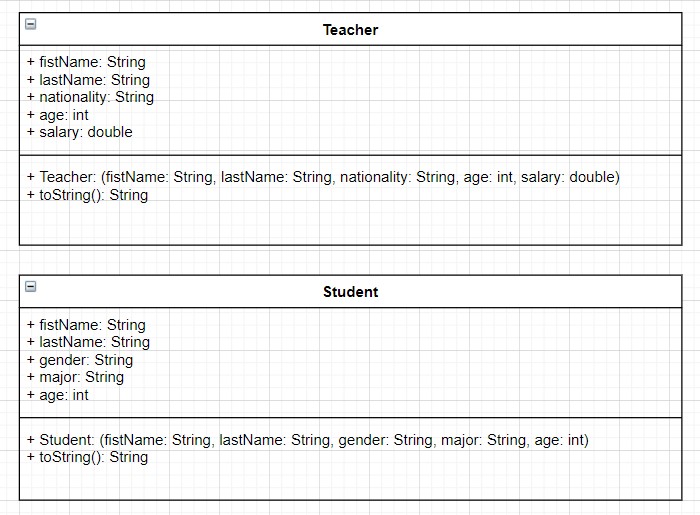 Teacher
+ fistName: String
+ lastName: String
+ nationality: String
+ age: int
+ salary: double
+ Teacher: (fistName: String, lastName: String, nationality: String, age: int, salary: double)
+ toString(): String
Student
+ fistName: String
+ lastName: String
+ gender: String
+ major: String
+ age: int
+ Student: (fistName: String, lastName: String, gender: String, major: String, age: int)
+ toString(): String